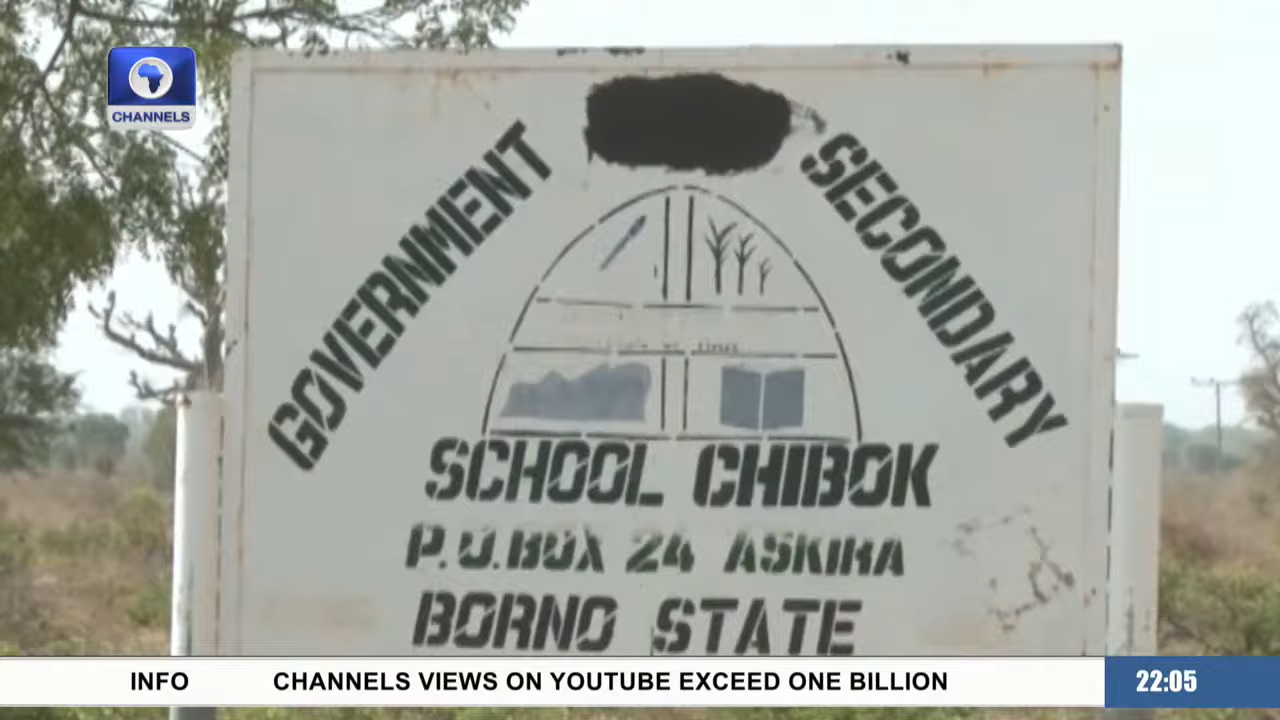 CHANNELS
GOVERNMENT
SECONDARY
SCHOOL CHIBOK
P.O.BOX 24 ASKIRA
BORNO STATE
INFO CHANNELS VIEWS ON YOUTUBE EXCEED ONE BILLION 22:05